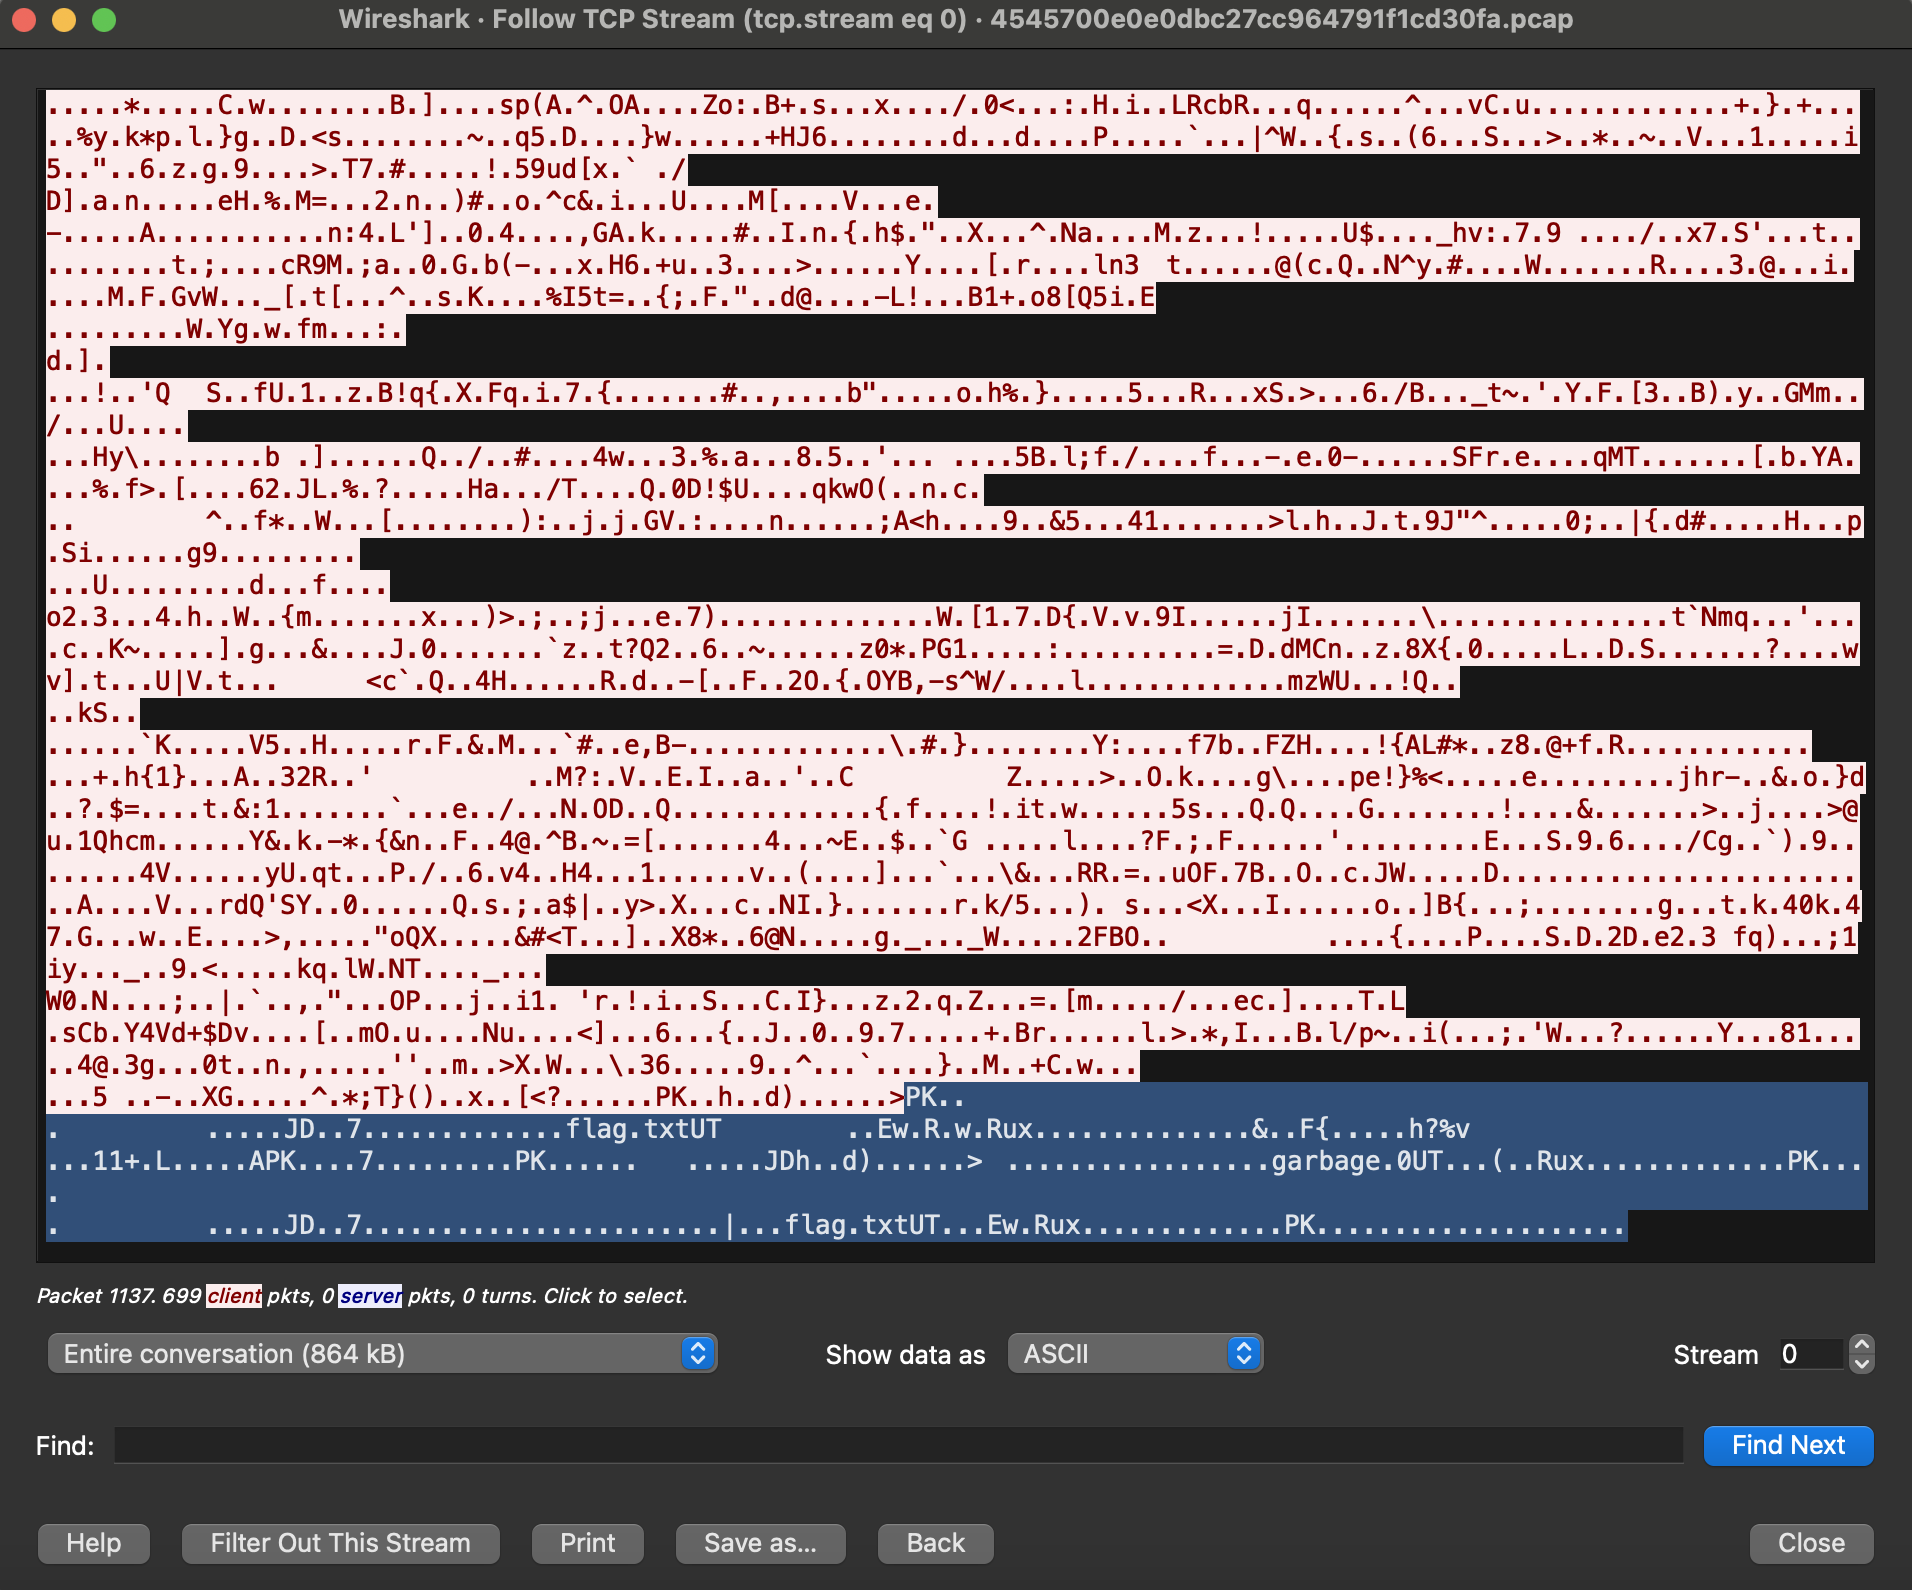 Wireshark · Follow TCP Stream (tcp.stream eq 0) · 4545700e0e0dbc27cc964791f1cd30fa.pcap
.....*.....C.w........B.]....sp(A.^.OA....Zo:.B+.s...x..../.0<...:.H.i..LRcbR...q......^...vC.u.............+.}.+...
..%y.k*p.l.}g..D.<s........~..q5.D....}w......+HJ6........d...d....P.....`...|^W..{.s..(6...S...>..*..~..V...1.....i
5.."..6.z.g.9....>.T7.#.....!.59ud[x.` ./
D].a.n.....eH.%.M=...2.n..)#..o.^c&.i...U....M[....V...e.
-.....A...........n:4.L']..0.4....,GA.k.....#..I.n.{.h$."..X...^.Na....M.z...!.....U$...._hv:.7.9 ..../..x7.S'...t..
........t.;....cR9M.;a..0.G.b(-...x.H6.+u..3....>......Y....[.r....ln3  t......@(c.Q..N^y.#....W.......R....3.@...i.
....M.F.GvW..._[.t[...^..s.K....%I5t=..{;.F."..d@....-L!...B1+.o8[Q5i.E
.........W.Yg.w.fm...:.
d.].
...!..'Q  S..fU.1..z.B!q{.X.Fq.i.7.{.......#..,....b".....o.h%.}.....5...R...xS.>...6./B..._t~.'.Y.F.[3..B).y..GMm..
/...U....
...Hy\........b .]......Q../..#....4w...3.%.a...8.5..'... ....5B.l;f./....f...-.e.0-......SFr.e....qMT.......[.b.YA.
...%.f>.[....62.JL.%.?.....Ha.../T....Q.0D!$U....qkwO(..n.c.
..         ^..f*..W...[........):..j.j.GV.:....n......;A<h....9..&5...41.......>l.h..J.t.9J"^.....0;..|{.d#.....H...p
.Si......g9.........
...U.........d...f....
o2.3...4.h..W..{m.......x...)>.;..;j...e.7)..............W.[1.7.D{.V.v.9I......jI.......\...............t`Nmq...'...
.c..K~.....].g...&....J.0.......`z..t?Q2..6..~......z0*.PG1.....:..........=.D.dMCn..z.8X{.0.....L..D.S.......?....w
v].t...U|V.t...      <c`.Q..4H......R.d..-[..F..2O.{.OYB,-s^W/....l.............mzWU...!Q..
..kS..
......`K.....V5..H.....r.F.&.M...`#..e,B-.............\.#.}........Y:....f7b..FZH....!{AL#*..z8.@+f.R............
...+.h{1}...A..32R..'          ..M?:.V..E.I..a..'..C          Z.....>..O.k....g\....pe!}%<.....e.........jhr-..&.o.}d
..?.$=....t.&:1.......`...e../...N.OD..Q.............{.f....!.it.w......5s...Q.Q....G........!....&.......>..j....>@
u.1Qhcm......Y&.k.-*.{&n..F..4@.^B.~.=[.......4...~E..$..`G .....l....?F.;.F......'.........E...S.9.6..../Cg..`).9..
......4V......yU.qt...P./..6.v4..H4...1......v..(....]...`...\&...RR.=..uOF.7B..O..c.JW.....D.......................
..A....V...rdQ'SY..0......Q.s.;.a$|..y>.X...c..NI.}.......r.k/5...). s...<X...I......o..]B{...;........g...t.k.40k.4
7.G...w..E....>,....."oQX.....&#<T...]..X8*..6@N.....g._..._W.....2FBO..          ....{....P....S.D.2D.e2.3 fq)...;1
iy..._..9.<.....kq.lW.NT...._...
W0.N....;..|.`..,."...OP...j..i1. 'r.!.i..S...C.I}...z.2.q.Z...=.[m...../...ec.]....T.L
.sCb.Y4Vd+$Dv....[..mO.u....Nu....<]...6...{..J..0..9.7.....+.Br......l.>.*,I...B.l/p~..i(...;.'W...?......Y...81...
..4@.3g...0t..n.,.....''..m..>X.W...\.36.....9..^...`....}..M..+C.w...
...5 ..-..XG.....^.*;T}()..x..[<?......PK..h..d)......>PK..
.          .....JD..7.............flag.txtUT        ..Ew.R.w.Rux..............&..F{.....h?%v
...11+.L.....APK....7.........PK......   .....JDh..d)......> .................garbage.0UT...(..Rux.............PK....
.
.          .....JD..7.......................|...flag.txtUT...Ew.Rux.............PK....................
Packet 1137. 699 client pkts, 0 server pkts, 0 turns. Click to select.
Entire conversation (864 kB)
Show data as
ASCII
Stream
0
Find:
Find Next
Help
Filter Out This Stream
Print
Save as...
Back
Close